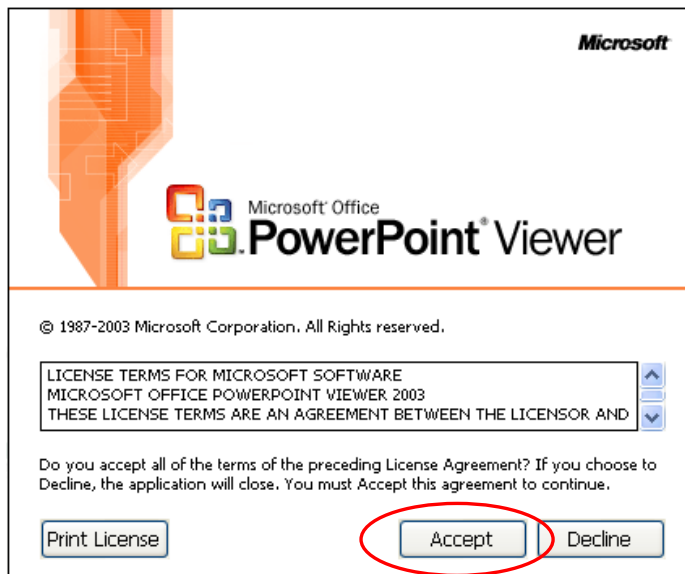 Microsoft
Microsoft® Office
PowerPoint® Viewer
© 1987-2003 Microsoft Corporation. All Rights reserved.
LICENSE TERMS FOR MICROSOFT SOFTWARE
MICROSOFT OFFICE POWERPOINT VIEWER 2003
THESE LICENSE TERMS ARE AN AGREEMENT BETWEEN THE LICENSOR AND
Do you accept all of the terms of the preceding License Agreement? If you choose to
Decline, the application will close. You must Accept this agreement to continue.
Print License Accept Decline